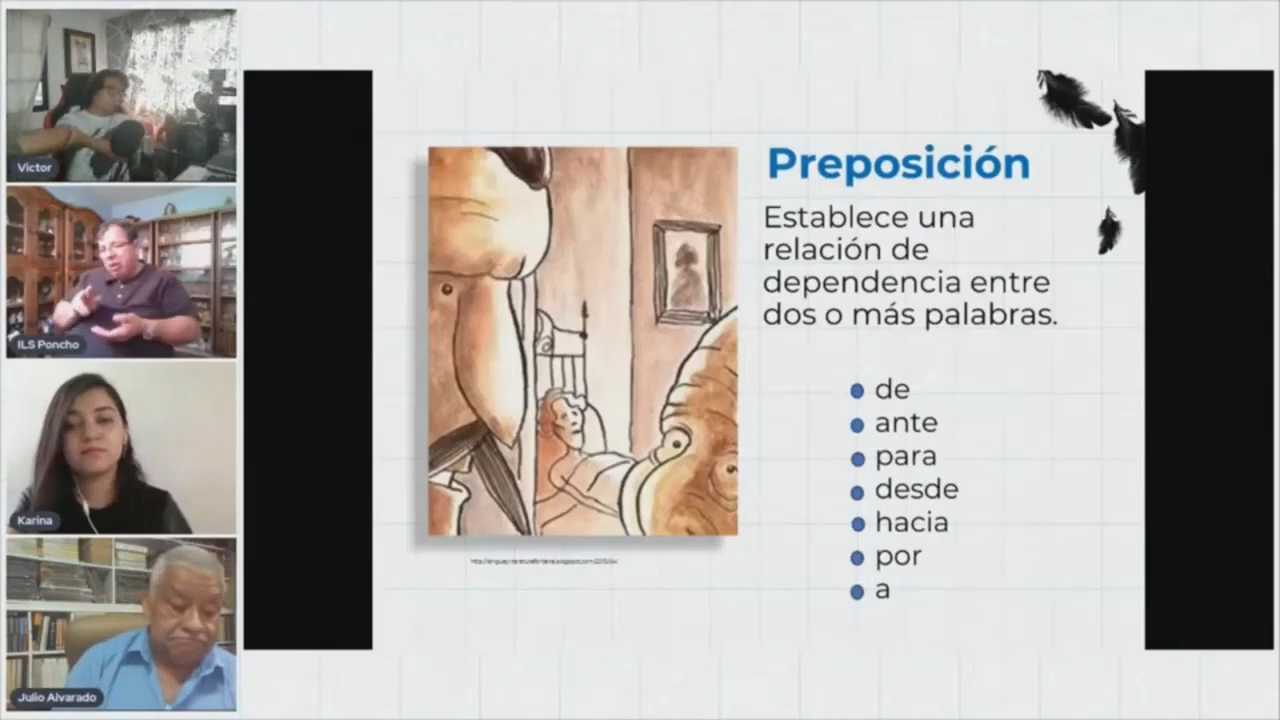 Víctor
ILS Poncho
Karina
Julio Alvarado
Preposición
Establece una
relación de
dependencia entre
dos o más palabras.
de
ante
para
desde
hacia
por
a